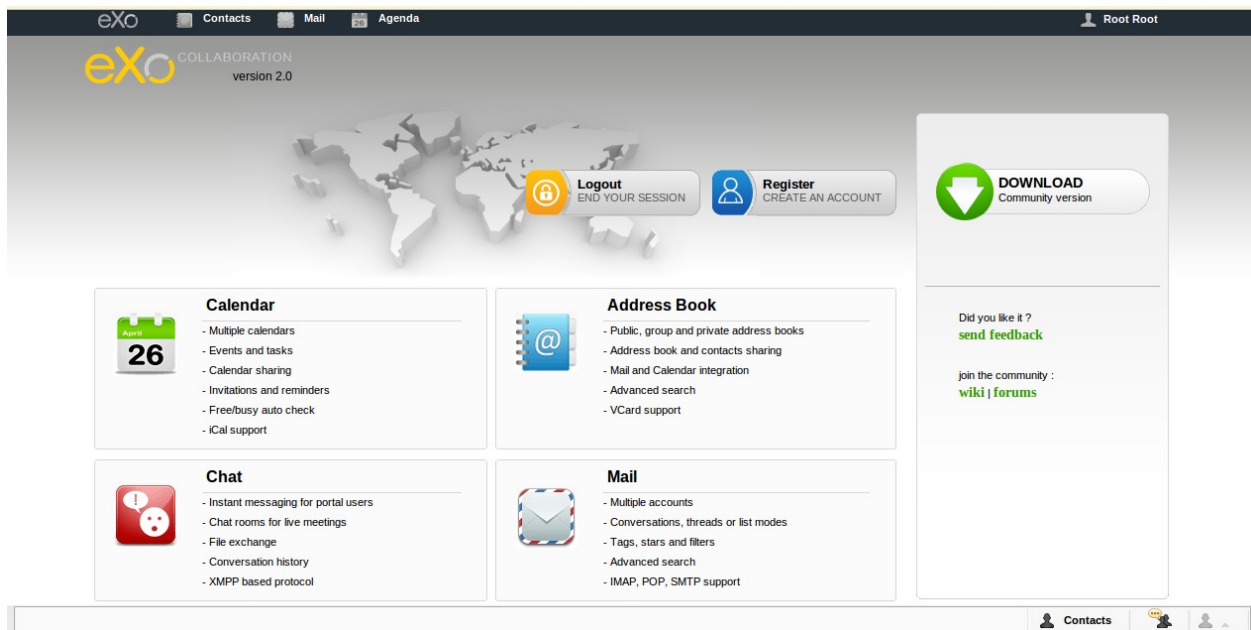 eXo Contacts Mail 26 Agenda Root Root
eXo COLLABORATION
version 2.0
Logout
END YOUR SESSION
Register
CREATE AN ACCOUNT
DOWNLOAD
Community version
April
26
Calendar
- Multiple calendars
- Events and tasks
- Calendar sharing
- Invitations and reminders
- Free/busy auto check
- iCal support
@
Address Book
- Public, group and private address books
- Address book and contacts sharing
- Mail and Calendar integration
- Advanced search
- VCard support
Did you like it ?
send feedback
join the community :
wiki | forums
!
Chat
- Instant messaging for portal users
- Chat rooms for live meetings
- File exchange
- Conversation history
- XMPP based protocol
Mail
- Multiple accounts
- Conversations, threads or list modes
- Tags, stars and filters
- Advanced search
- IMAP, POP, SMTP support
Contacts